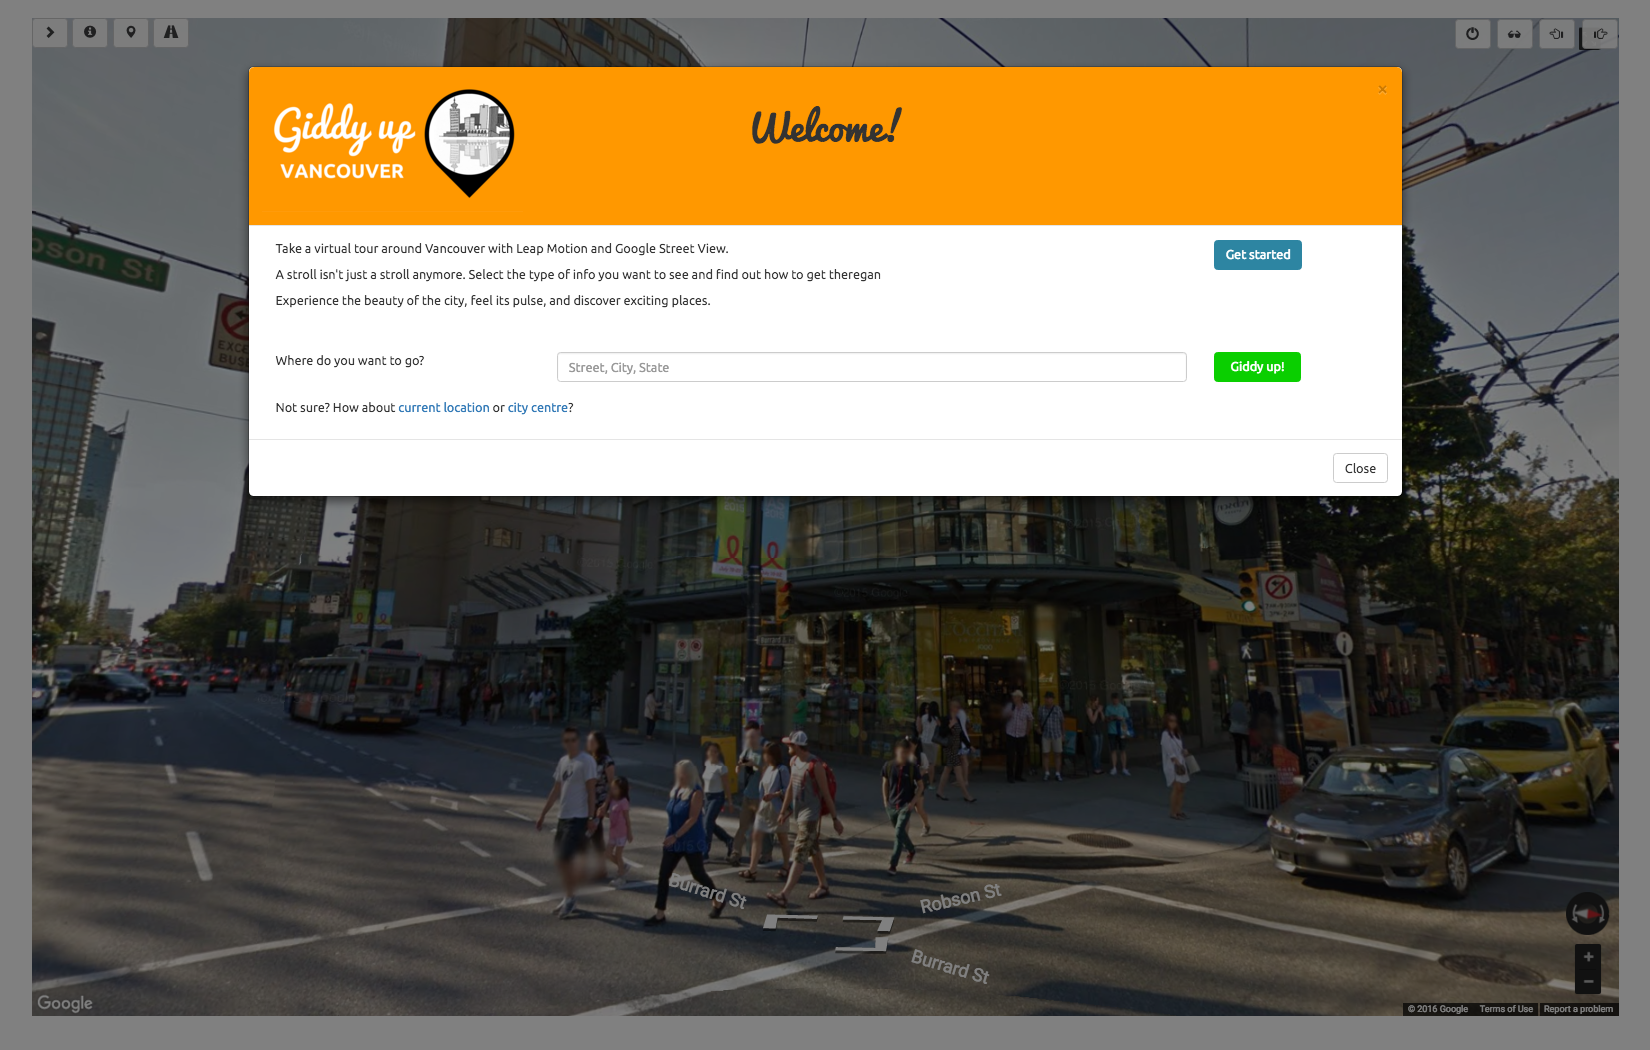 Giddy up
VANCOUVER
Welcome!
×
Take a virtual tour around Vancouver with Leap Motion and Google Street View.
Get started
A stroll isn't just a stroll anymore. Select the type of info you want to see and find out how to get theregan
Experience the beauty of the city, feel its pulse, and discover exciting places.
Where do you want to go?
Street, City, State
Giddy up!
Not sure? How about current location or city centre?
Close
bson St
EXCE
BUSE
Burrard St
Robson St
Burrard St
Google
+
−
© 2016 Google
Terms of Use
Report a problem